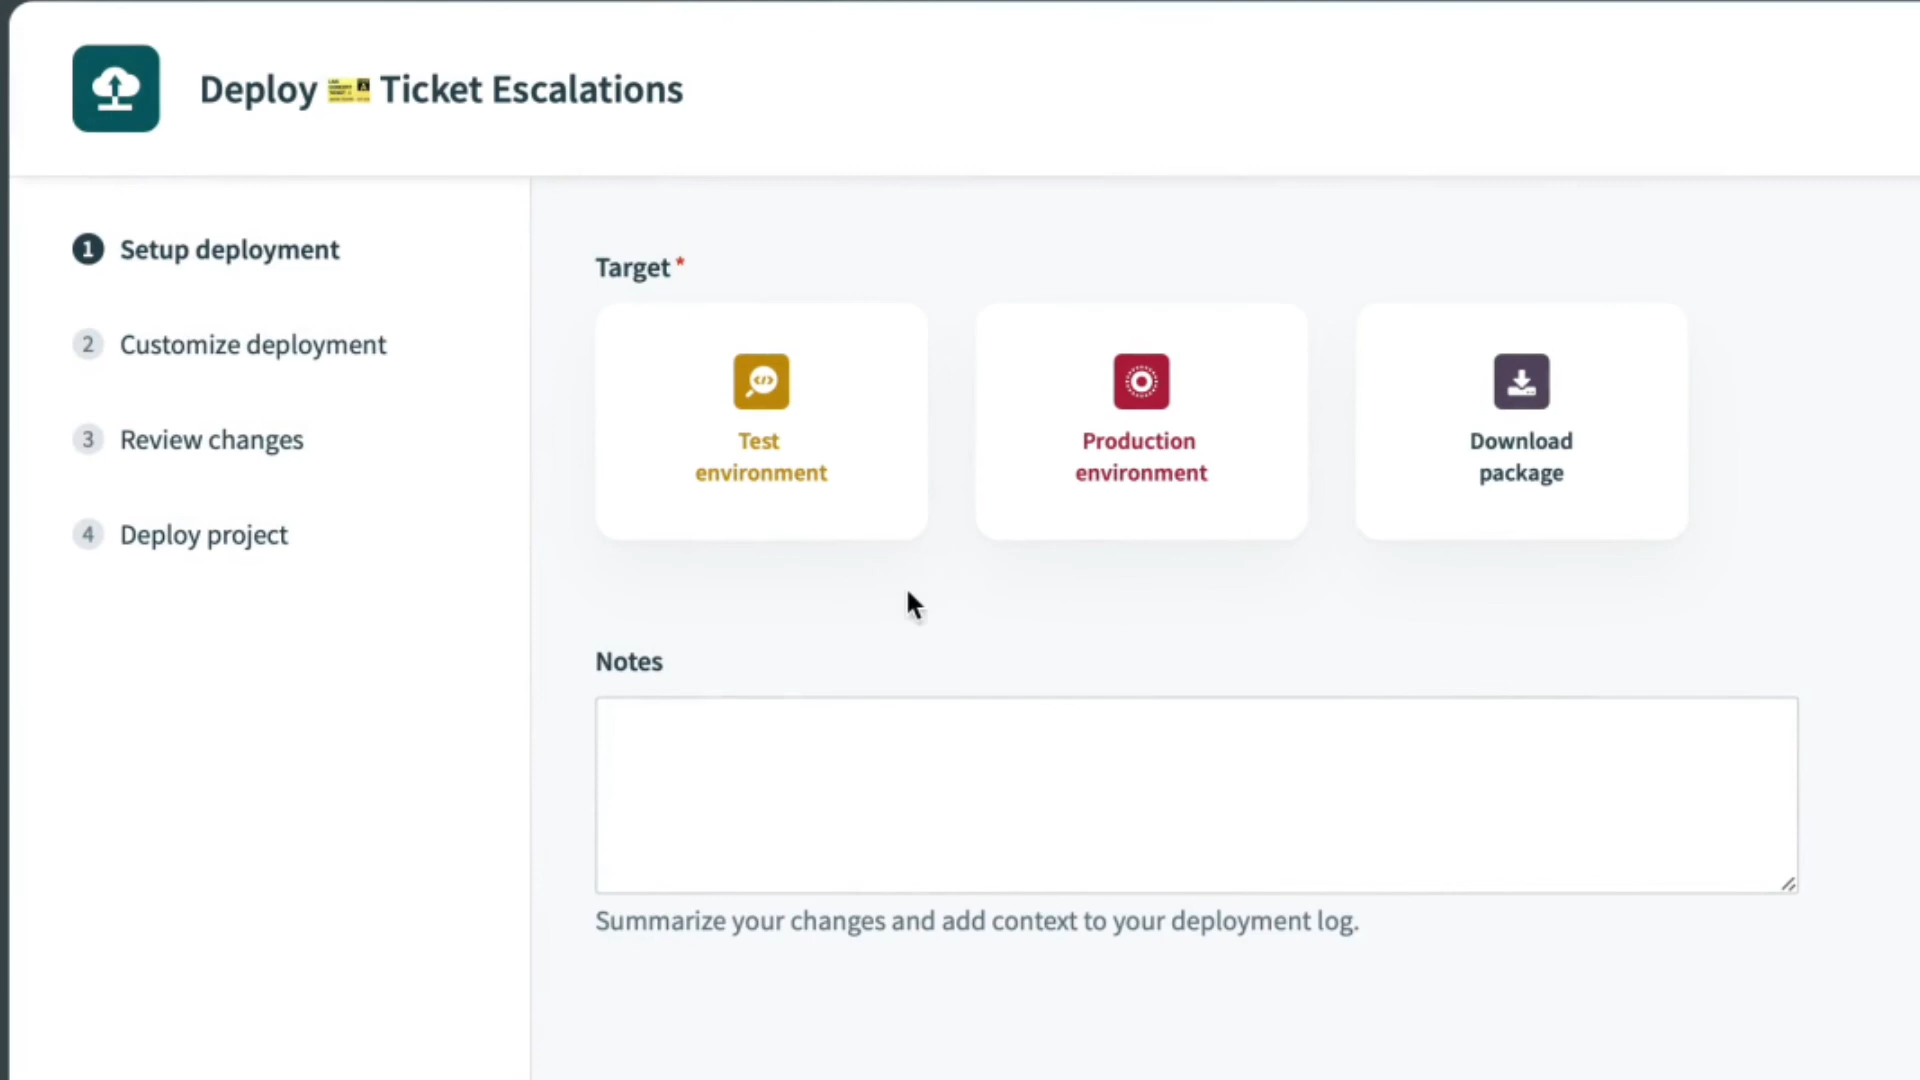 Deploy 🎫 Ticket Escalations
1 Setup deployment
2 Customize deployment
3 Review changes
4 Deploy project
Target *
Test
environment
Production
environment
Download
package
Notes
Summarize your changes and add context to your deployment log.